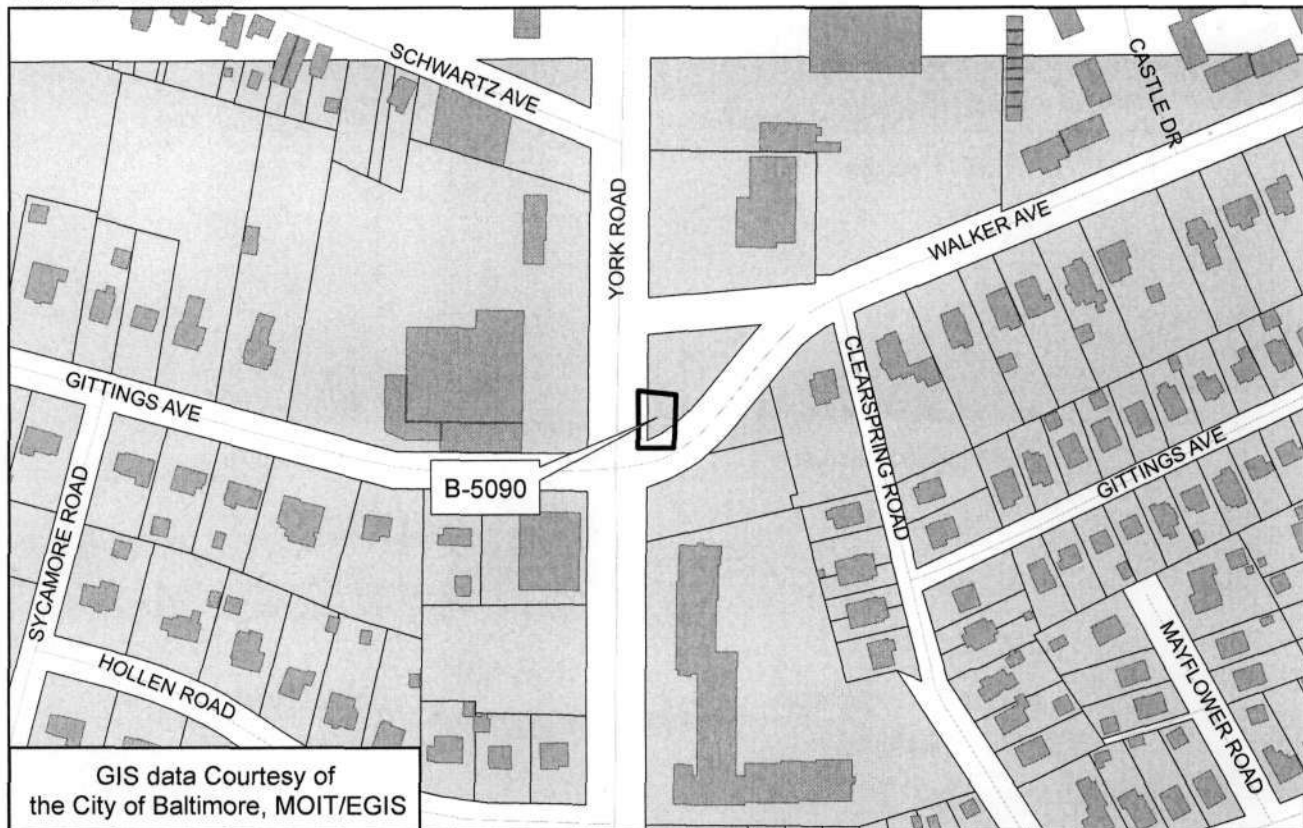 SCHWARTZ AVE
CASTLE DR
YORK ROAD
WALKER AVE
GITTINGS AVE
CLEARSPRING ROAD
B-5090
GITTINGS AVE
SYCAMORE ROAD
HOLLEN ROAD
MAYFLOWER ROAD
GIS data Courtesy of
the City of Baltimore, MOIT/EGIS